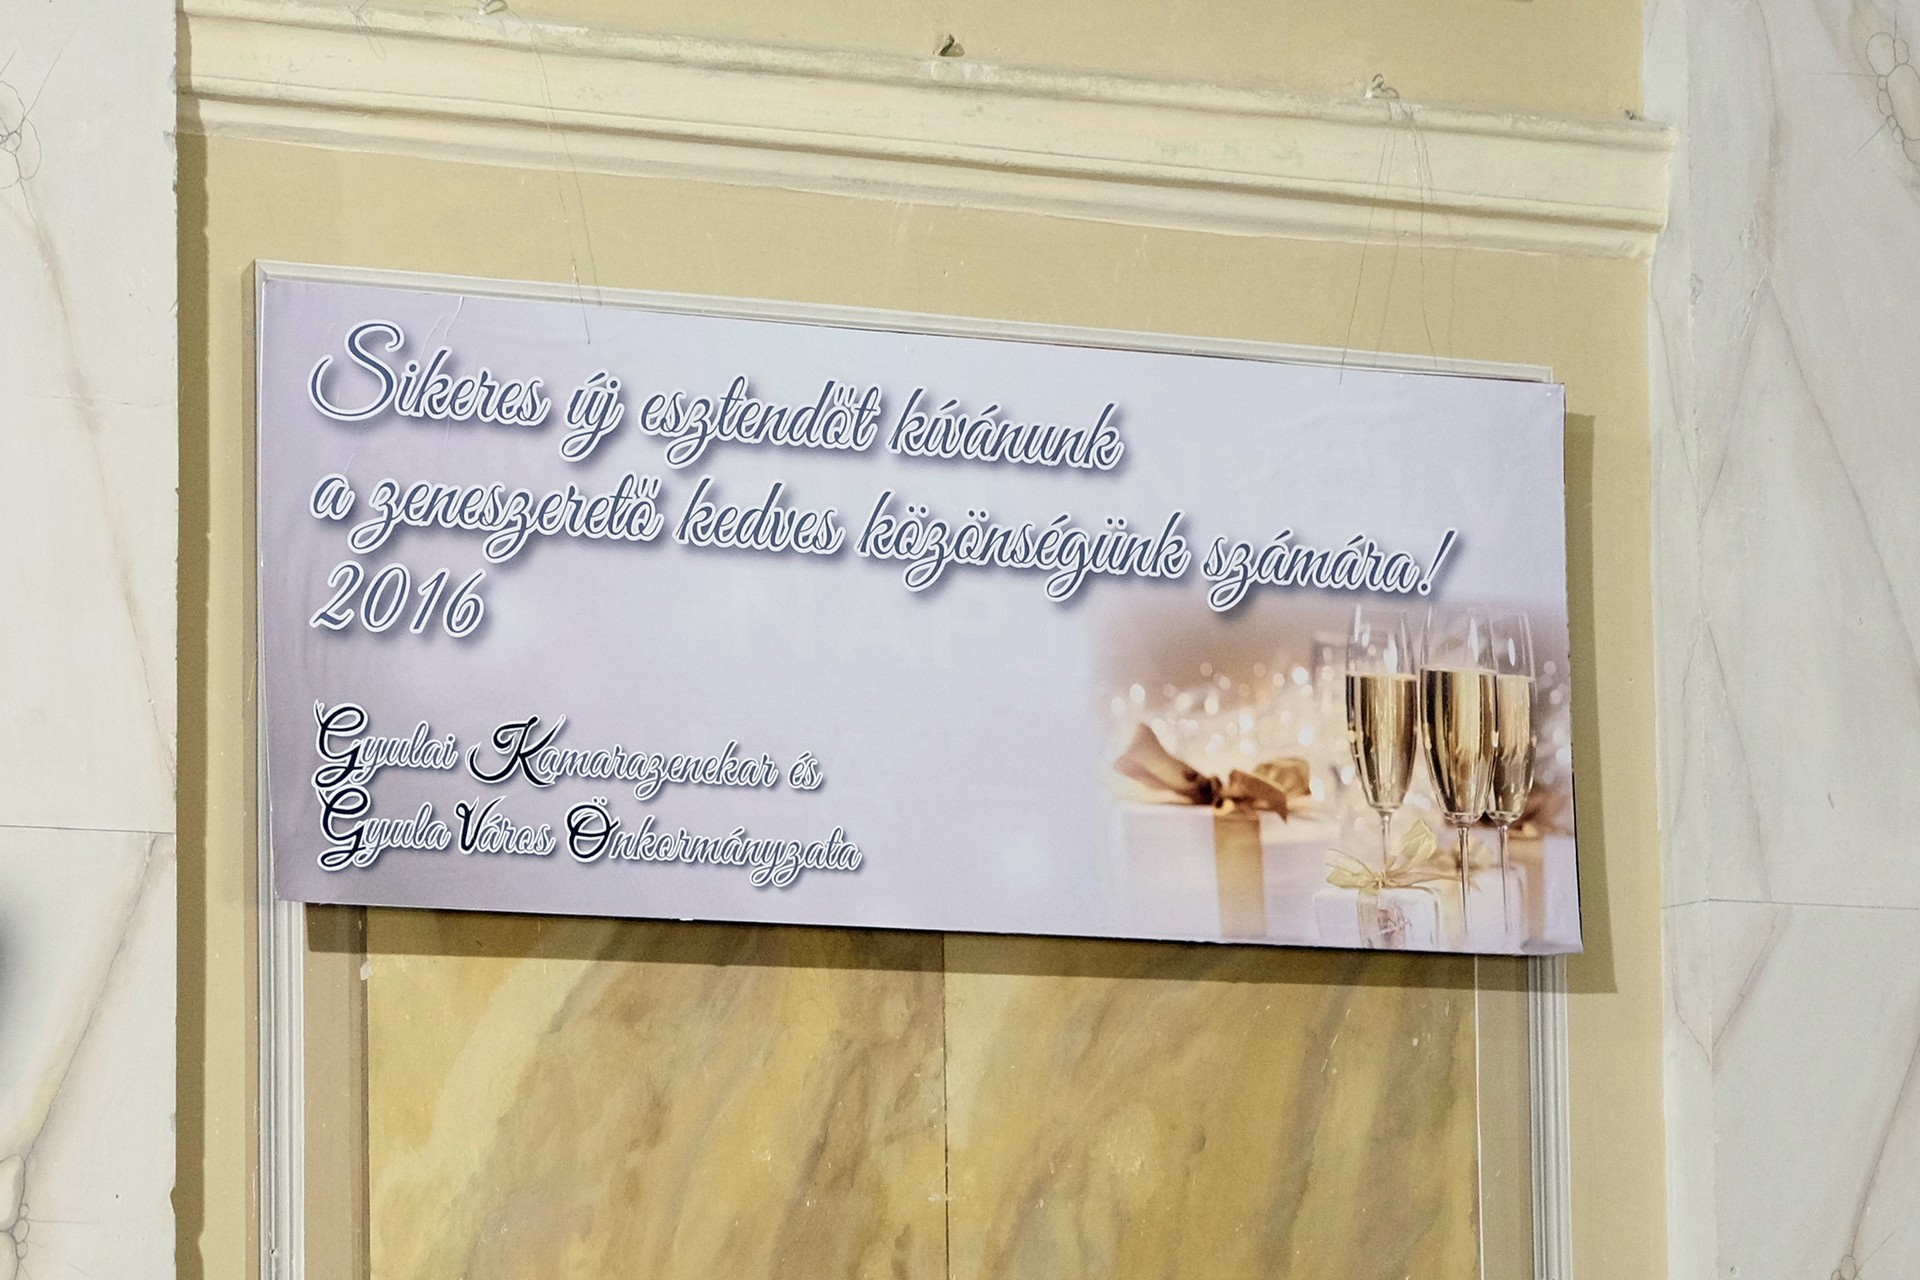 Sikeres új esztendőt kívánunk
a zeneszerető kedves közönségünk számára!
2016
Gyulai Kamarazenekar és
Gyula Város Önkormányzata